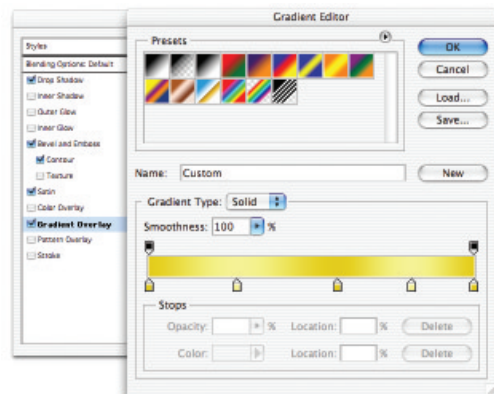 Gradient Editor
Styles
Blending Options: Default
Drop Shadow
Inner Shadow
Outer Glow
Inner Glow
Bevel and Emboss
Contour
Texture
Satin
Color Overlay
Gradient Overlay
Pattern Overlay
Stroke
Presets
OK
Cancel
Load...
Save...
Name: Custom
New
Gradient Type: Solid
Smoothness: 100 %
Stops
Opacity: % Location: % Delete
Color: Location: % Delete